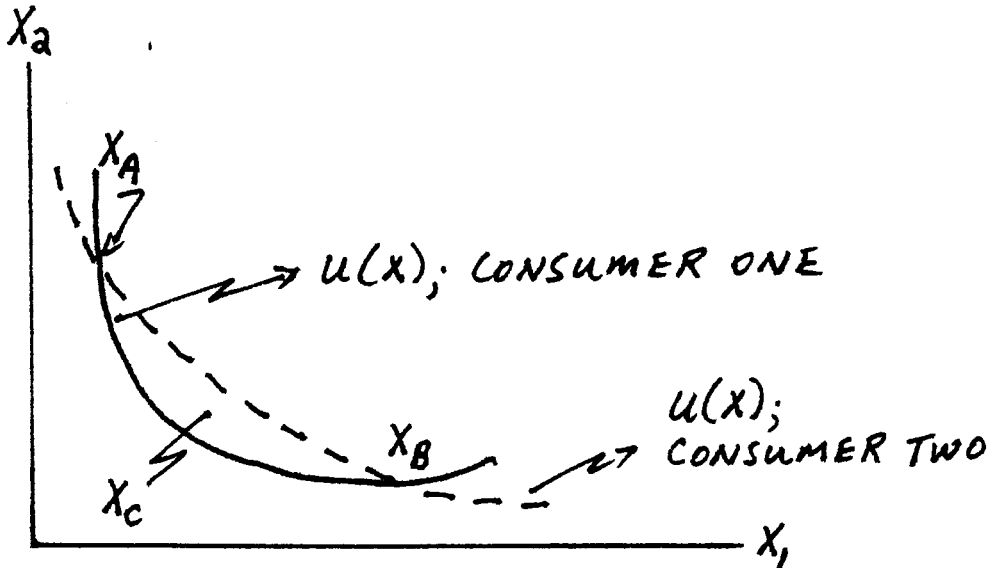 X2
XA
u(x); CONSUMER ONE
u(x);
CONSUMER TWO
XB
XC
X1